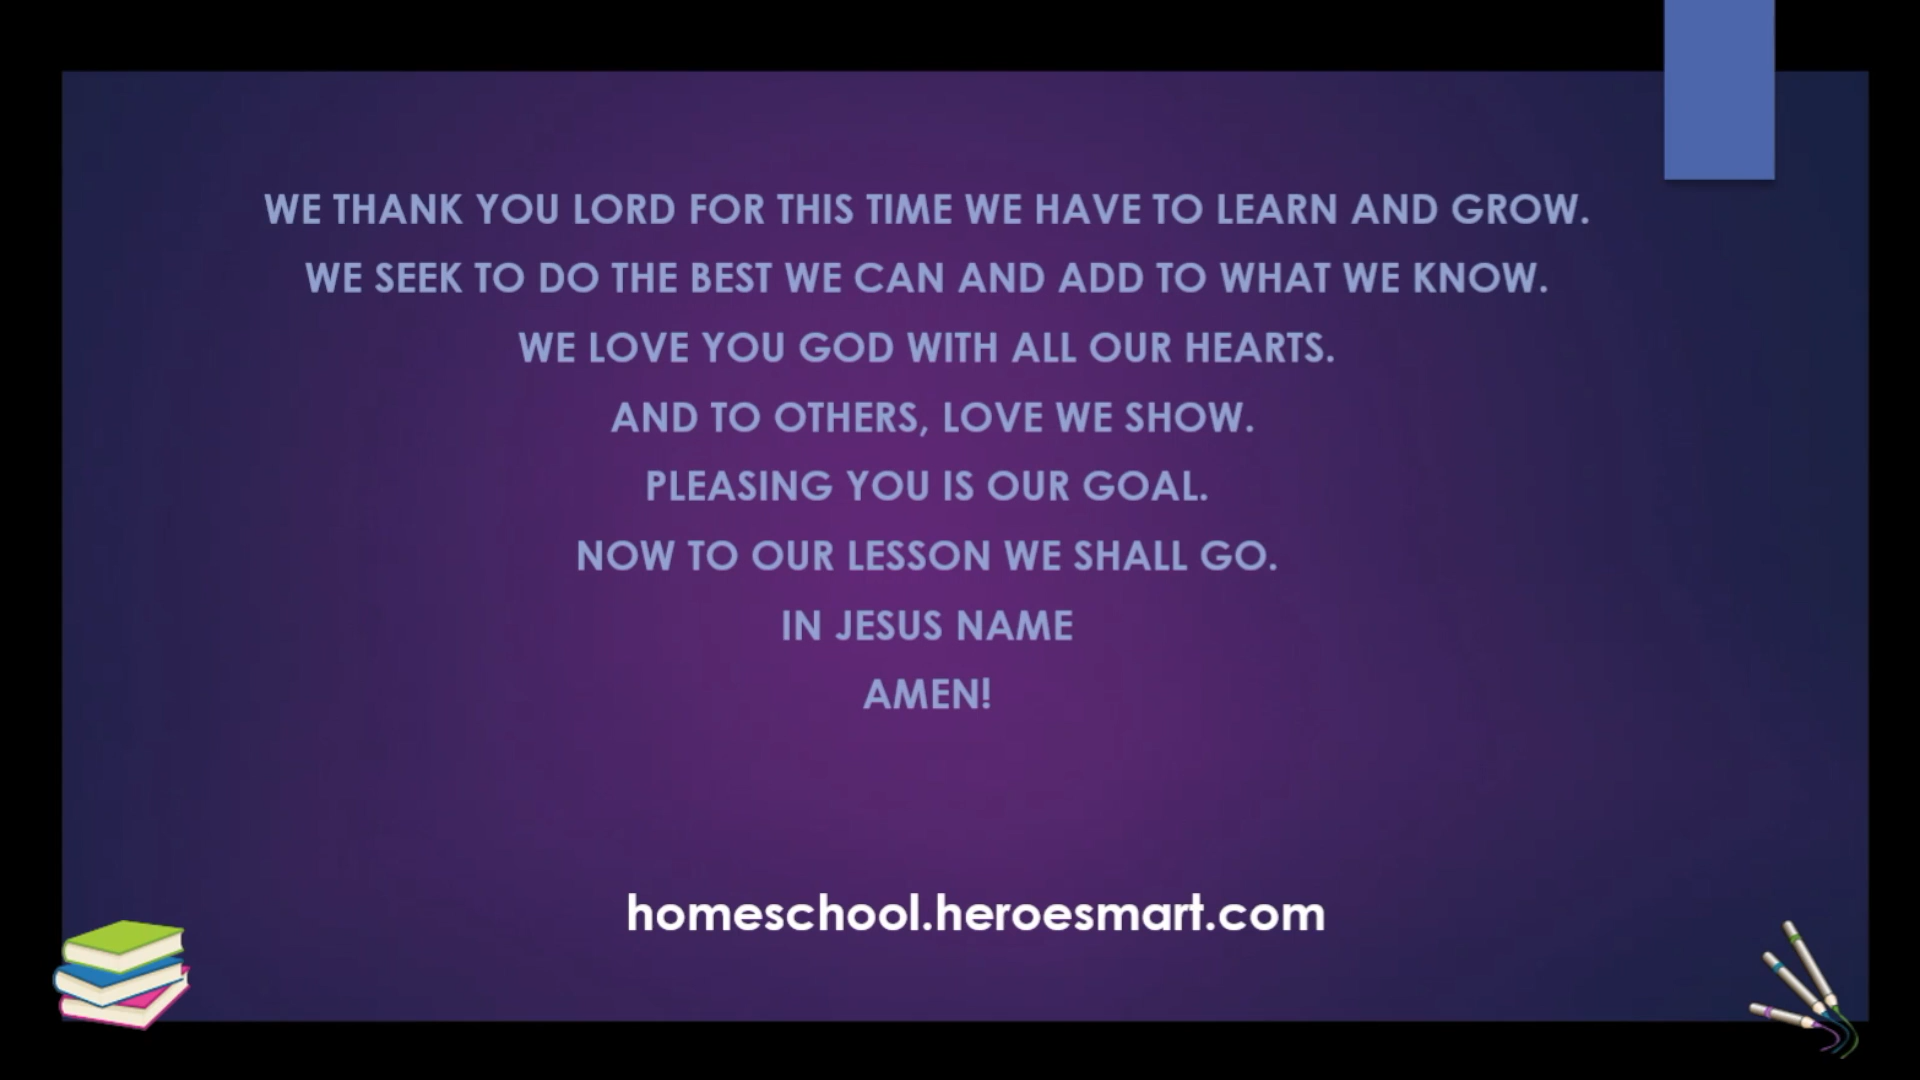 WE THANK YOU LORD FOR THIS TIME WE HAVE TO LEARN AND GROW.
WE SEEK TO DO THE BEST WE CAN AND ADD TO WHAT WE KNOW.
WE LOVE YOU GOD WITH ALL OUR HEARTS.
AND TO OTHERS, LOVE WE SHOW.
PLEASING YOU IS OUR GOAL.
NOW TO OUR LESSON WE SHALL GO.
IN JESUS NAME
AMEN!
homeschool.heroesmart.com